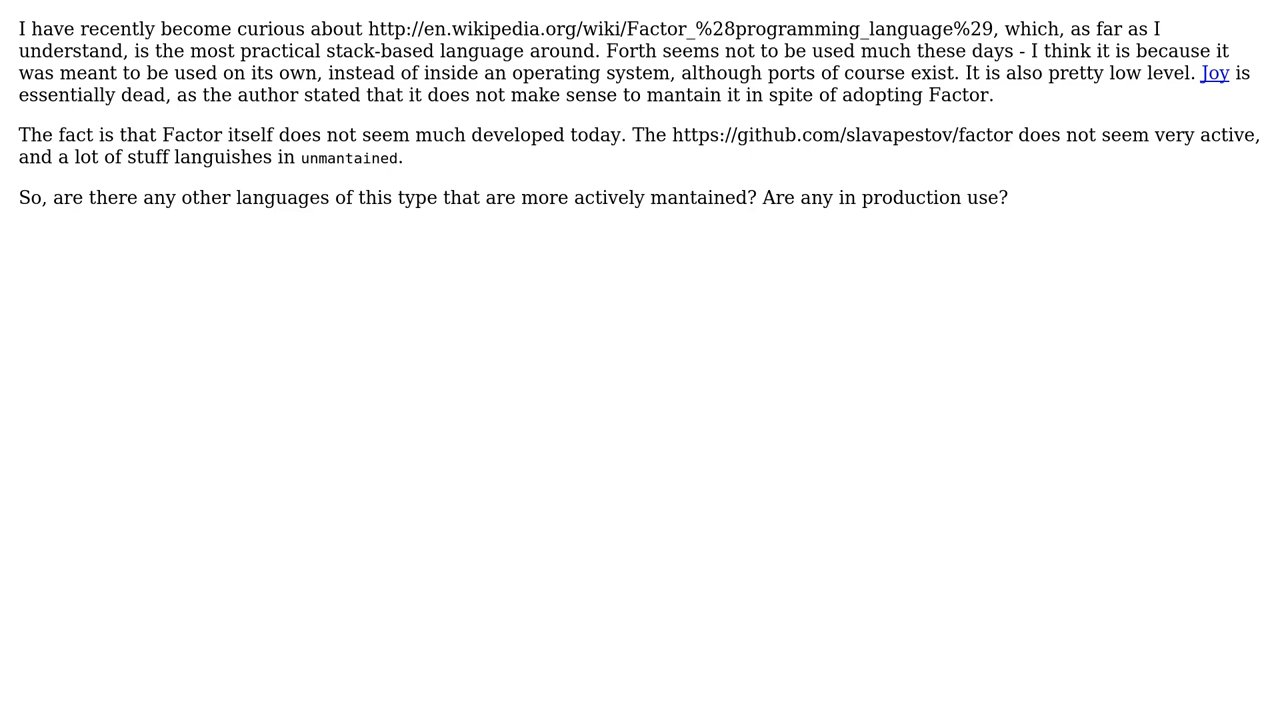 I have recently become curious about http://en.wikipedia.org/wiki/Factor_%28programming_language%29, which, as far as I
understand, is the most practical stack-based language around. Forth seems not to be used much these days - I think it is because it
was meant to be used on its own, instead of inside an operating system, although ports of course exist. It is also pretty low level. Joy is
essentially dead, as the author stated that it does not make sense to mantain it in spite of adopting Factor.
The fact is that Factor itself does not seem much developed today. The https://github.com/slavapestov/factor does not seem very active,
and a lot of stuff languishes in unmantained.
So, are there any other languages of this type that are more actively mantained? Are any in production use?